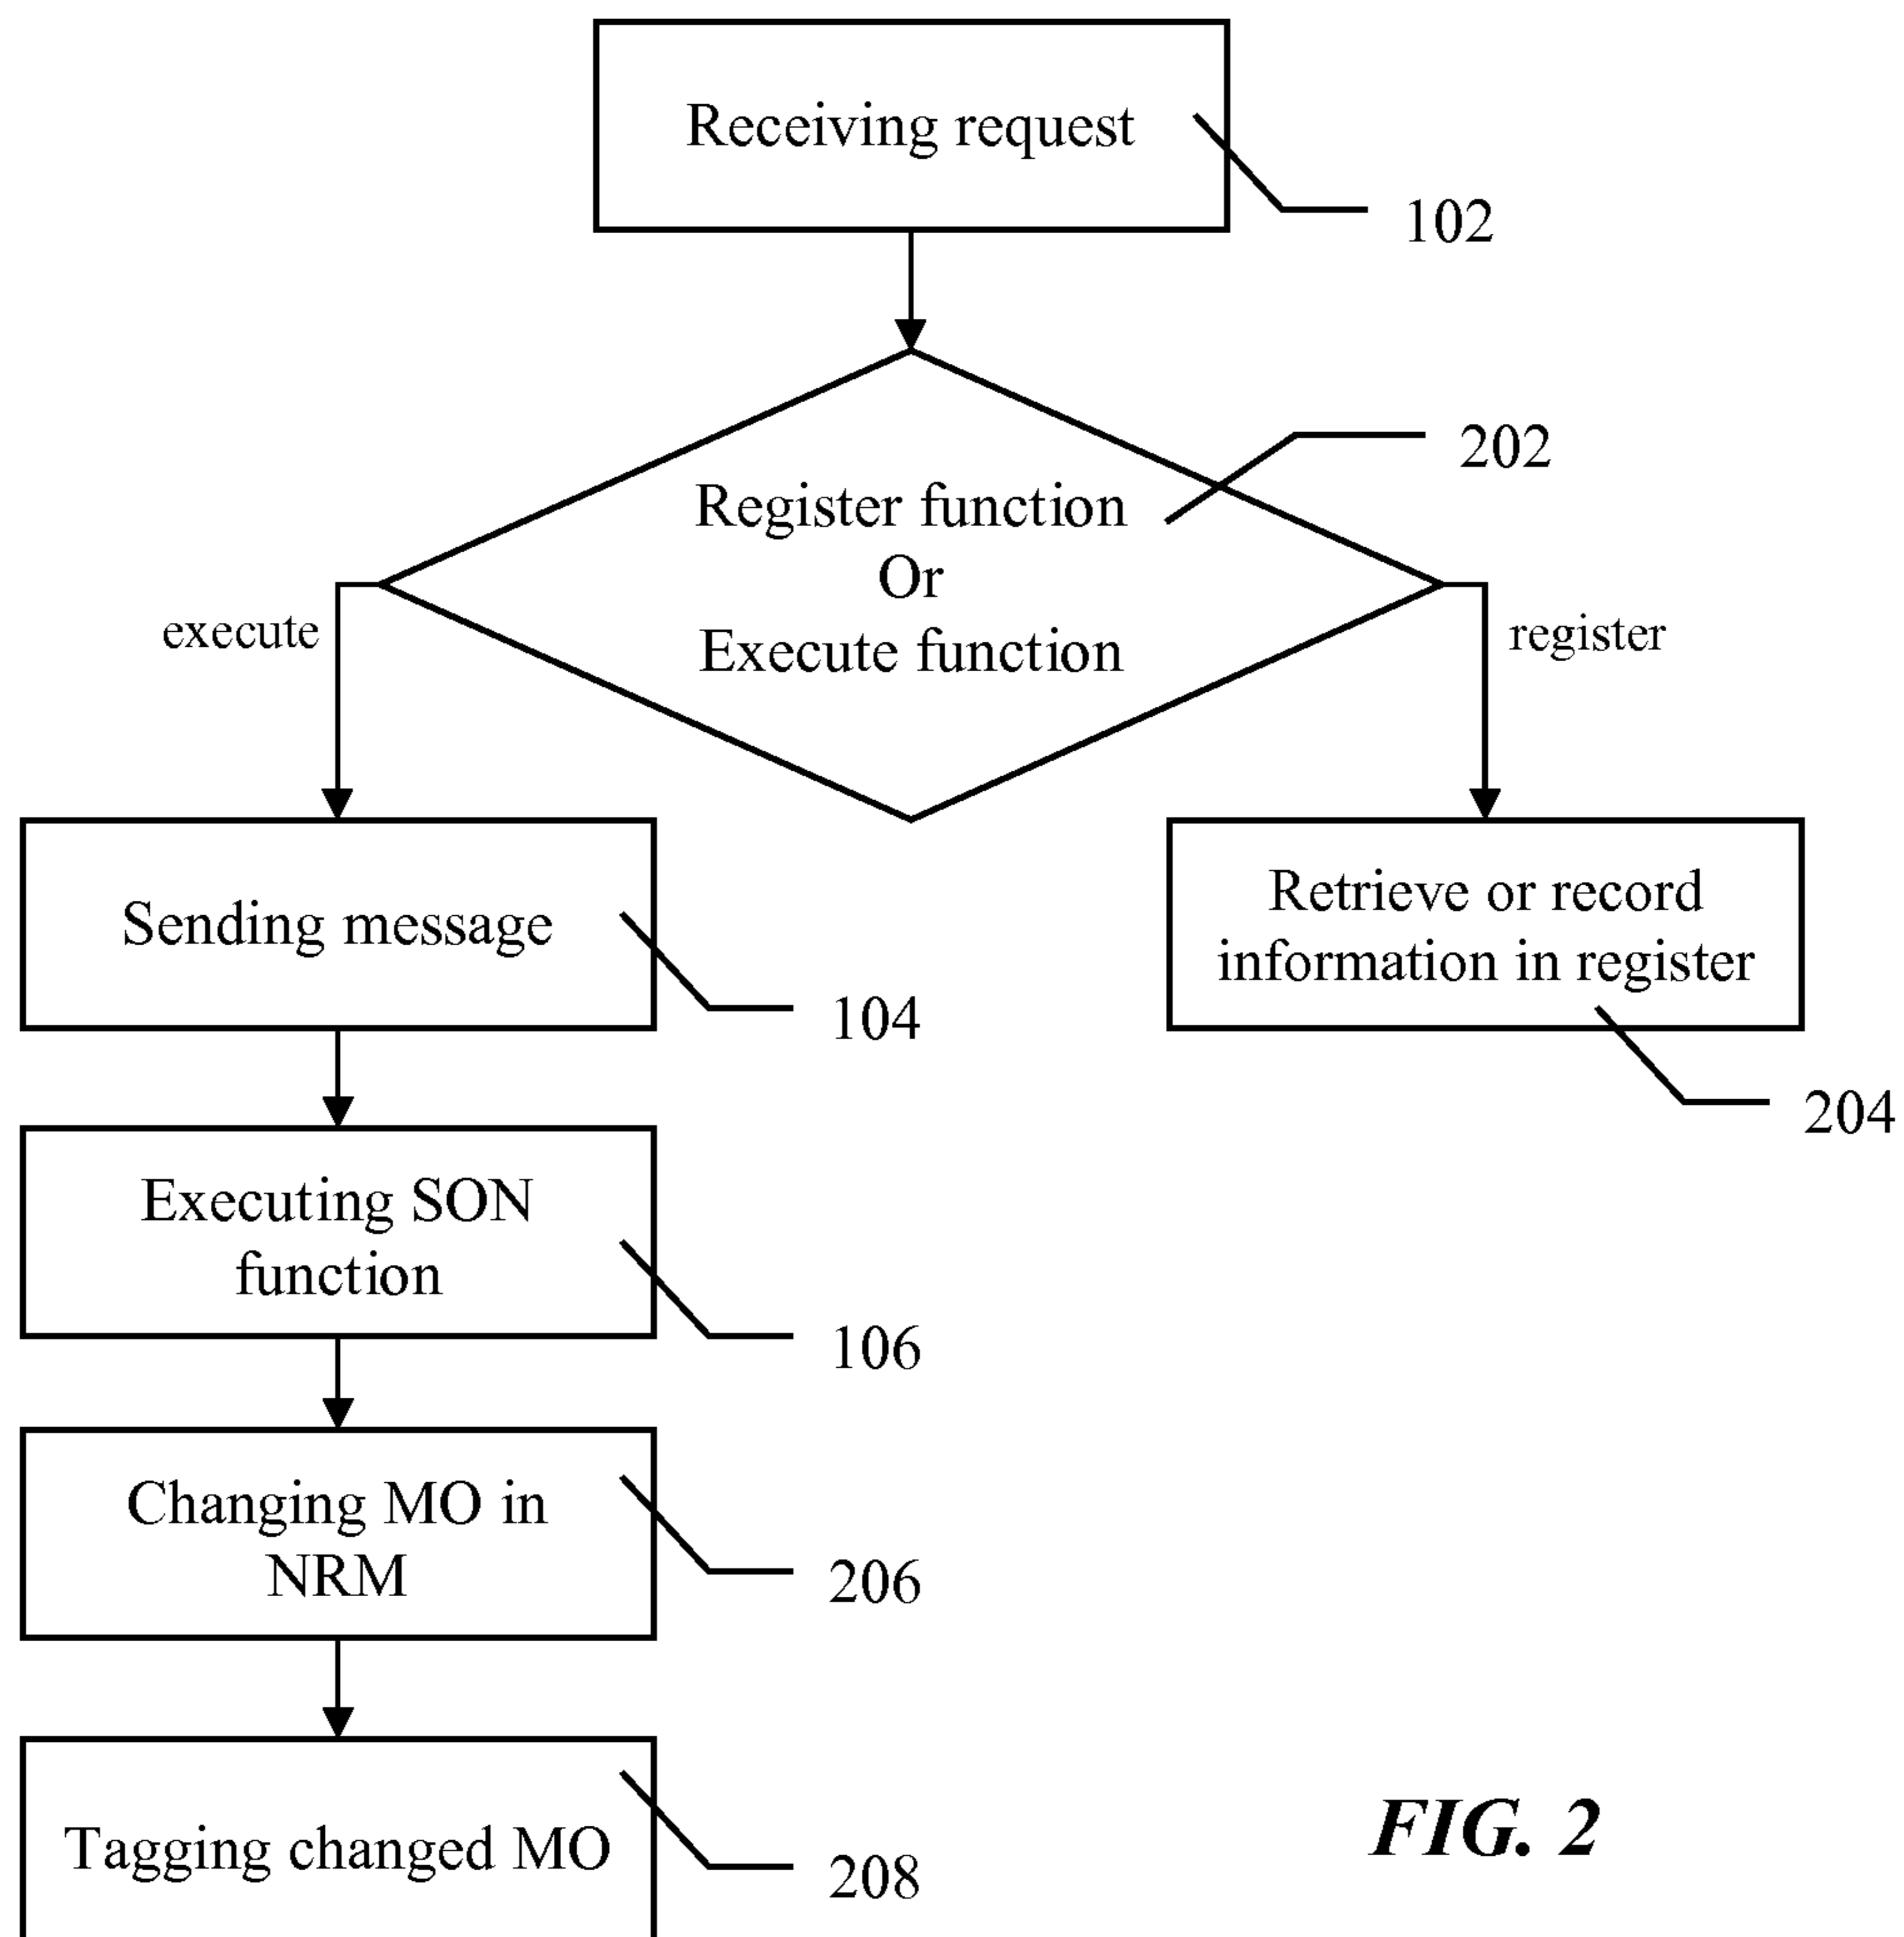 Receiving request
102
202
Register function
Or
Execute function
execute
register
Sending message
104
Retrieve or record
information in register
204
Executing SON
function
106
Changing MO in
NRM
206
Tagging changed MO
208
FIG. 2